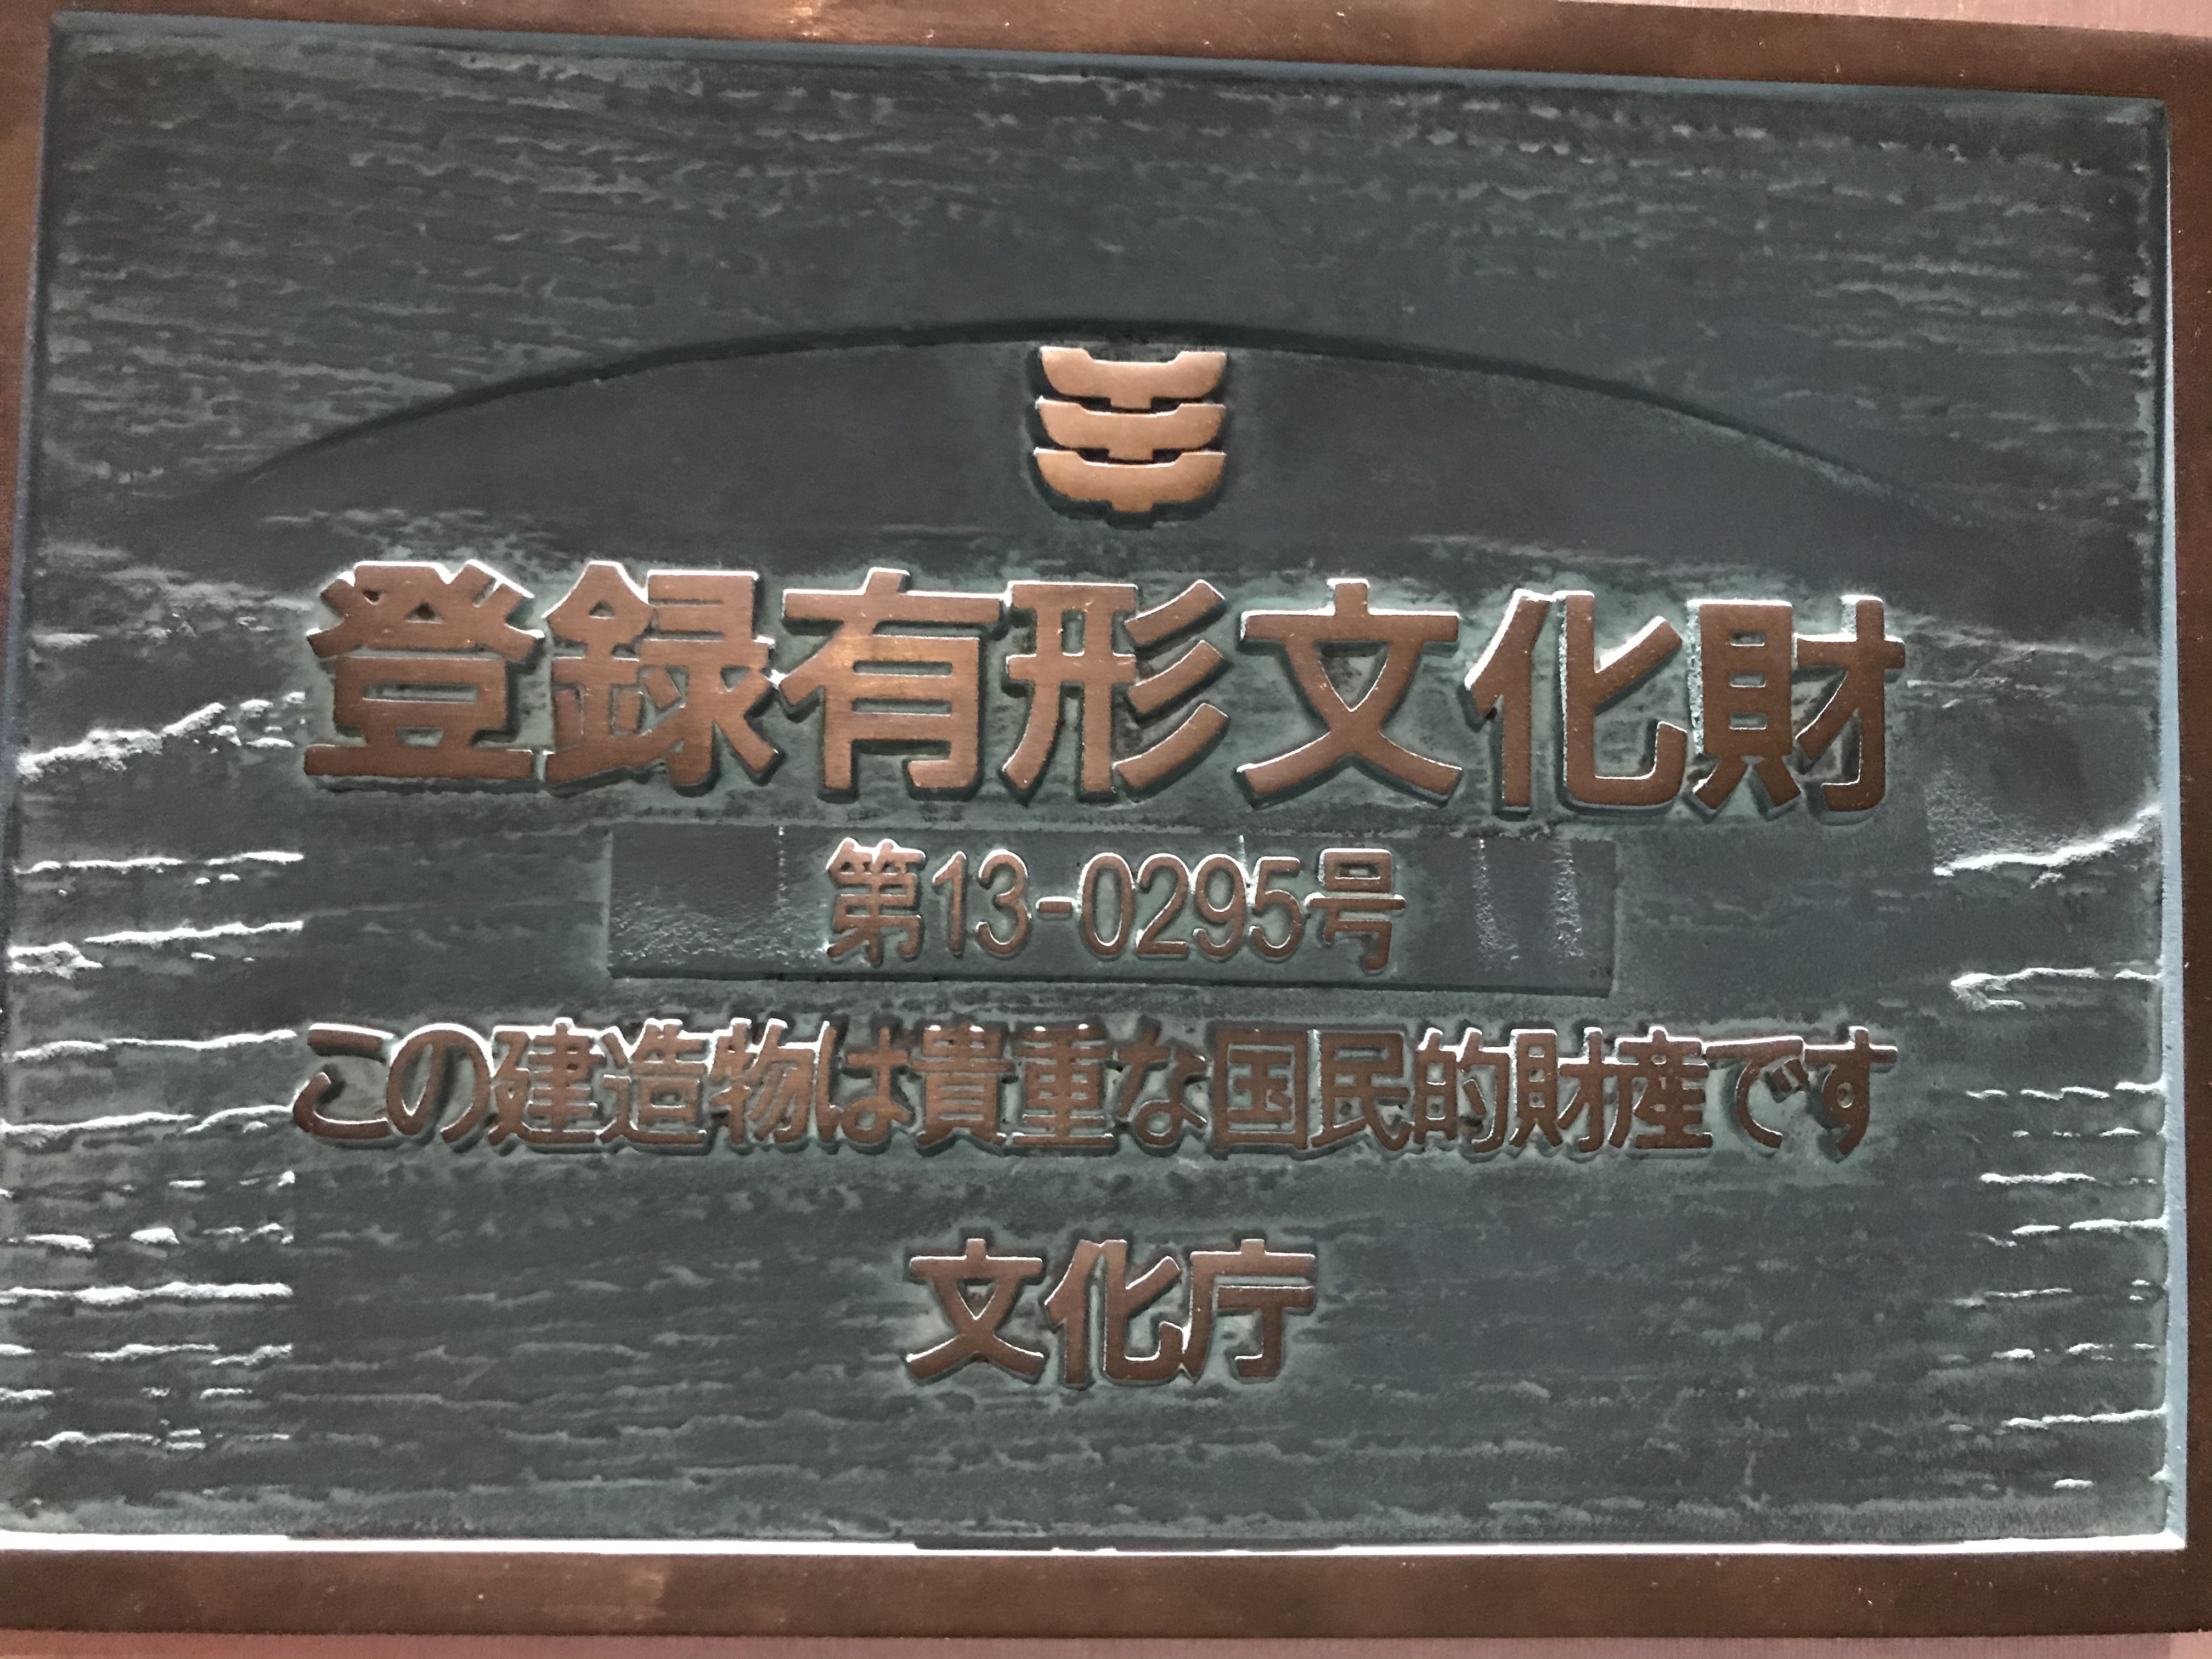 登録有形文化財
第13-0295号
この建造物は貴重な国民的財産です
文化庁